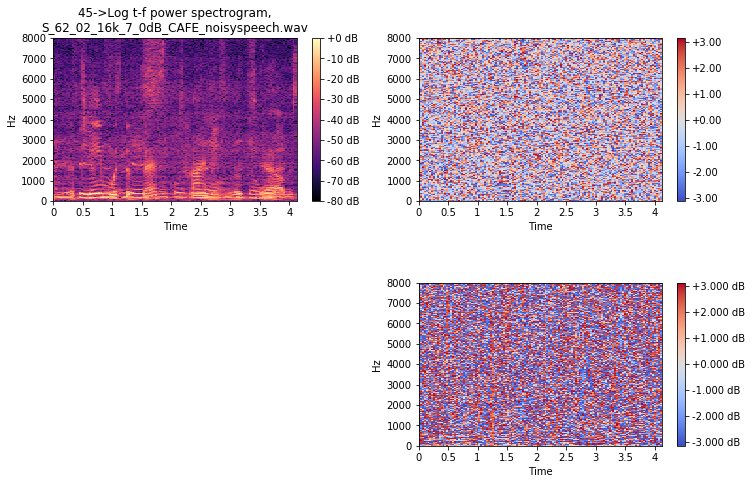 45->Log t-f power spectrogram,
S_62_02_16k_7_0dB_CAFE_noisyspeech.wav
8000
7000
6000
5000
4000
3000
2000
1000
0
Hz
0 0.5 1 1.5 2 2.5 3 3.5 4
Time
+0 dB
-10 dB
-20 dB
-30 dB
-40 dB
-50 dB
-60 dB
-70 dB
-80 dB
8000
7000
6000
5000
4000
3000
2000
1000
0
Hz
0 0.5 1 1.5 2 2.5 3 3.5 4
Time
+3.00
+2.00
+1.00
+0.00
-1.00
-2.00
-3.00
8000
7000
6000
5000
4000
3000
2000
1000
0
Hz
0 0.5 1 1.5 2 2.5 3 3.5 4
Time
+3.000 dB
+2.000 dB
+1.000 dB
+0.000 dB
-1.000 dB
-2.000 dB
-3.000 dB